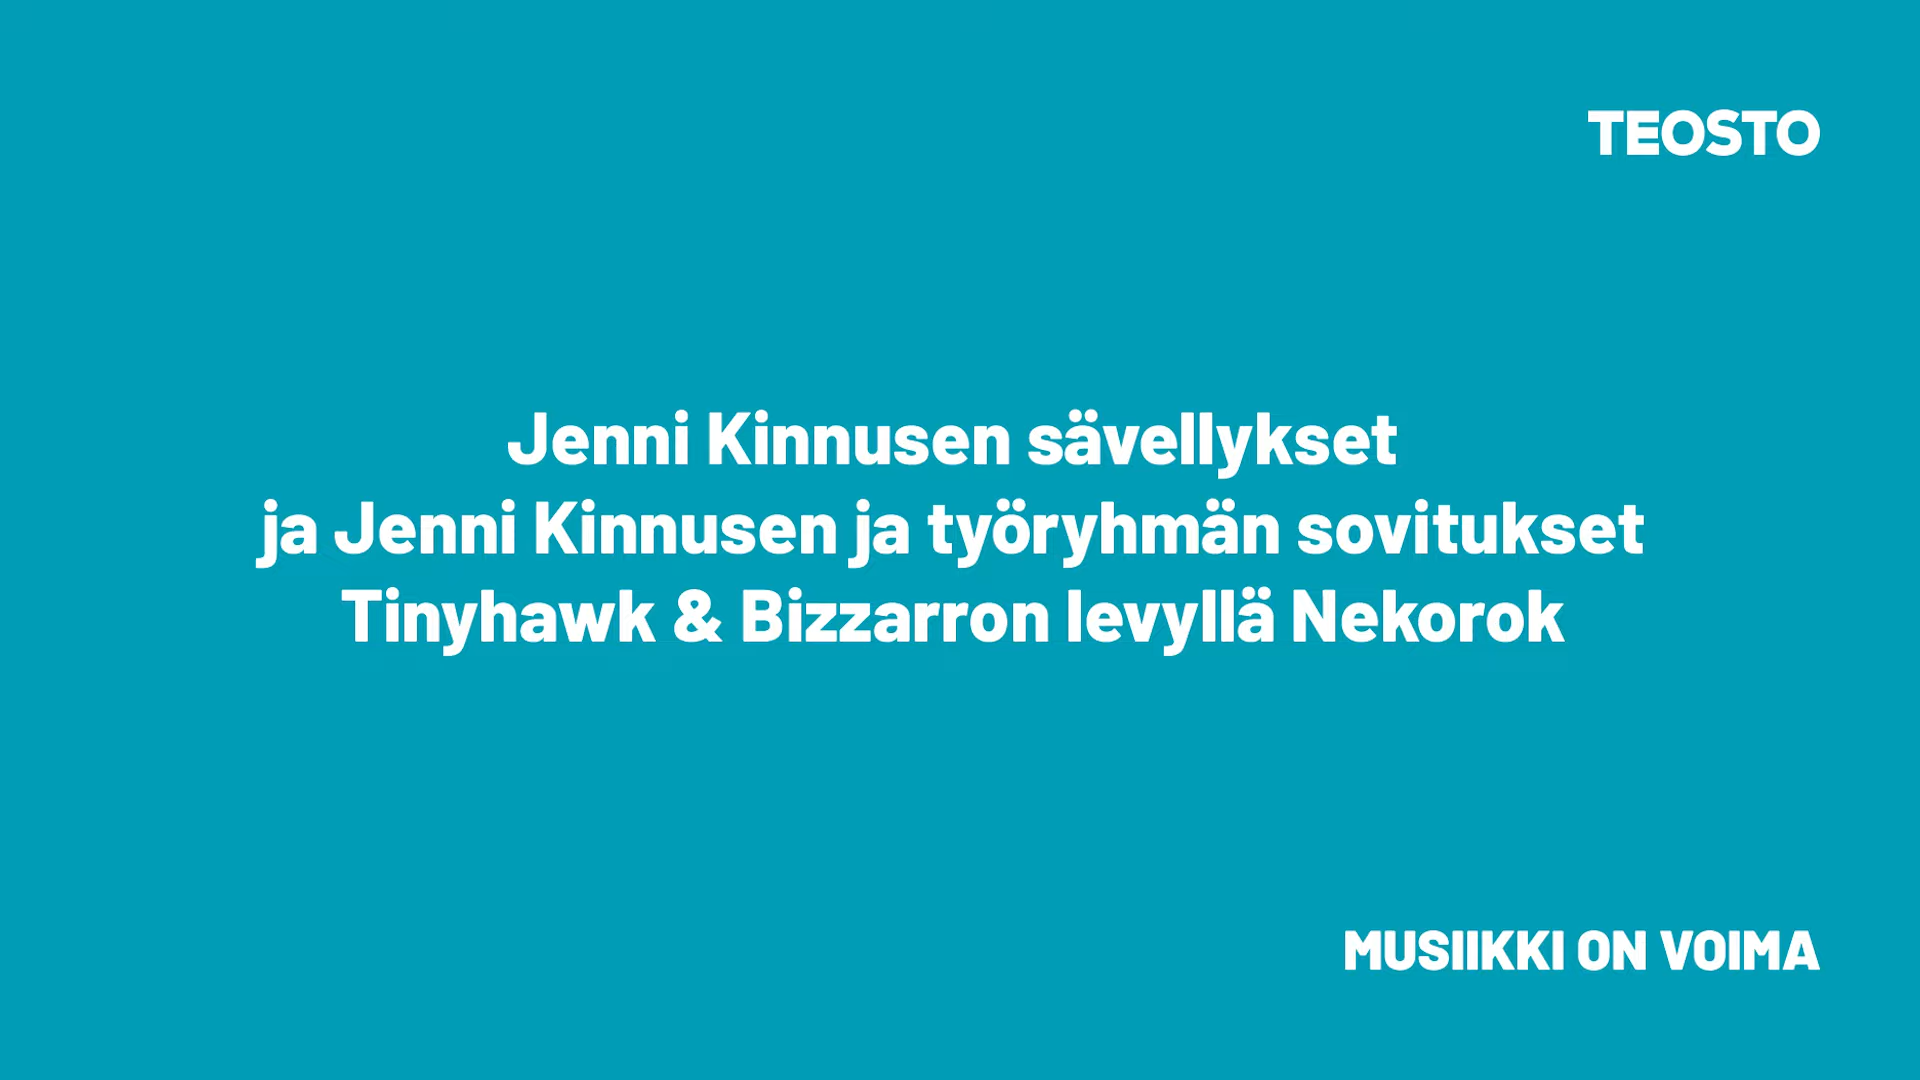 TEOSTO
Jenni Kinnusen sävellykset
ja Jenni Kinnusen ja työryhmän sovitukset
Tinyhawk & Bizzarron levyllä Nekorok
MUSIIKKI ON VOIMA